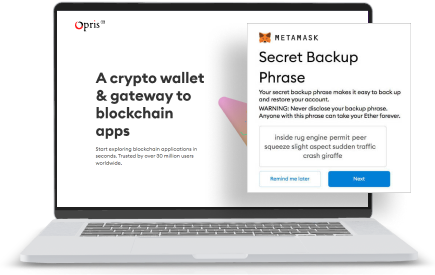 Opris
A crypto wallet
& gateway to
blockchain
apps
Start exploring blockchain applications in
seconds. Trusted by over 30 million users
worldwide.
METAMASK
Secret Backup
Phrase
Your secret backup phrase makes it easy to back up
and restore your account.
WARNING: Never disclose your backup phrase.
Anyone with this phrase can take your Ether forever.
inside rug engine permit peer
squeeze slight aspect sudden traffic
crash giraffe
Remind me later
Next